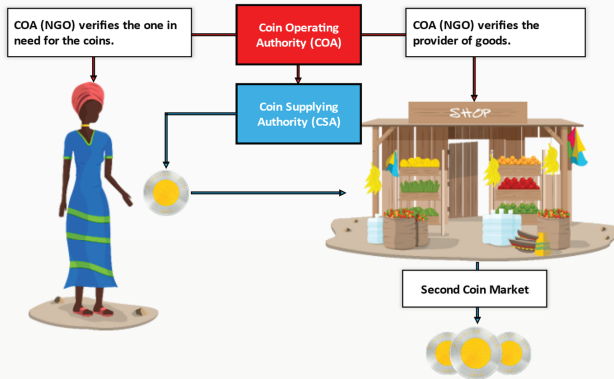 COA (NGO) verifies the one in
need for the coins.
Coin Operating
Authority (COA)
COA (NGO) verifies the
provider of goods.
Coin Supplying
Authority (CSA)
SHOP
Second Coin Market